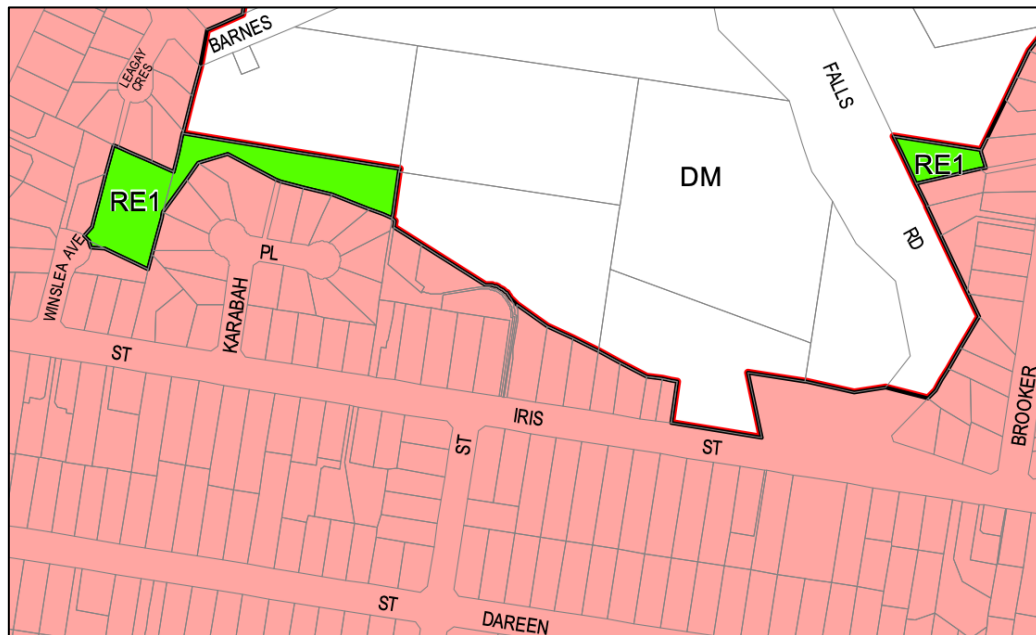 BARNES
LEAGAY
CRES
FALLS
DM
RE1
RE1
RD
WINSLEA AVE
PL
KARABAH
ST
IRIS
ST
ST
BROOKER
ST
DAREEN